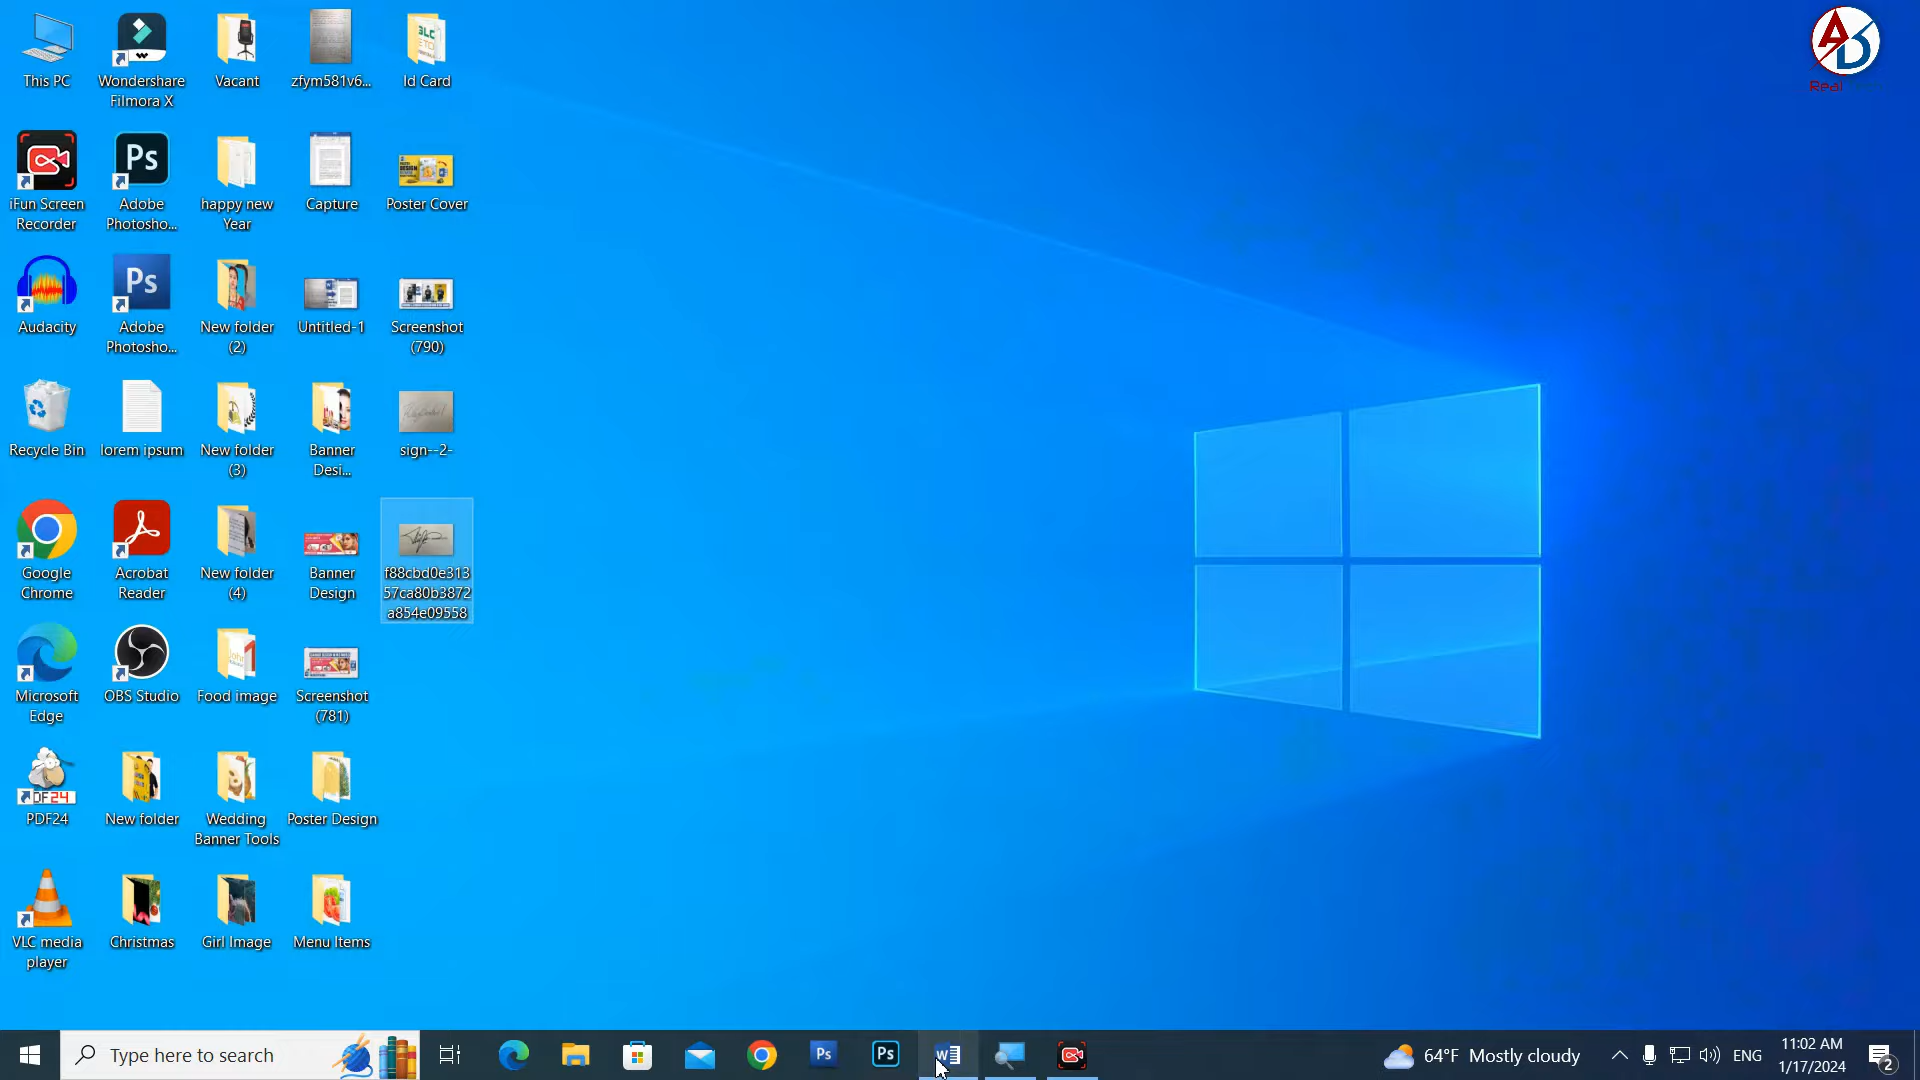 This PC
Wondershare
Filmora X
Vacant
zfym581v6...
Id Card
iFun Screen
Recorder
Adobe
Photosho...
happy new
Year
Capture
Poster Cover
Audacity
Adobe
Photosho...
New folder
(2)
Untitled-1
Screenshot
(790)
Recycle Bin
lorem ipsum
New folder
(3)
Banner
Desi...
sign--2-
Google
Chrome
Acrobat
Reader
New folder
(4)
Banner
Design
f88cbd0e313
57ca80b3872
a854e09558
Microsoft
Edge
OBS Studio
Food image
Screenshot
(781)
PDF24
New folder
Wedding
Banner Tools
Poster Design
VLC media
player
Christmas
Girl Image
Menu Items
Real
Type here to search
64°F Mostly cloudy
ENG
11:02 AM
1/17/2024
2